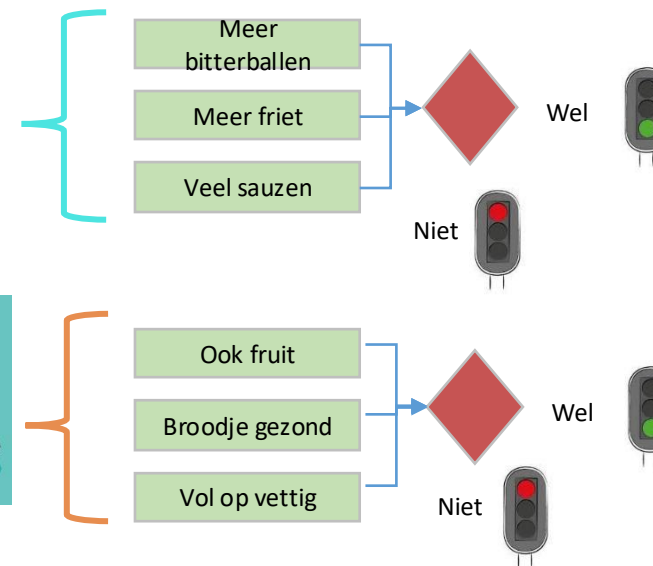 Meer
bitterballen
Meer friet
Veel sauzen
Wel
Niet
Ook fruit
Broodje gezond
Vol op vettig
Wel
Niet